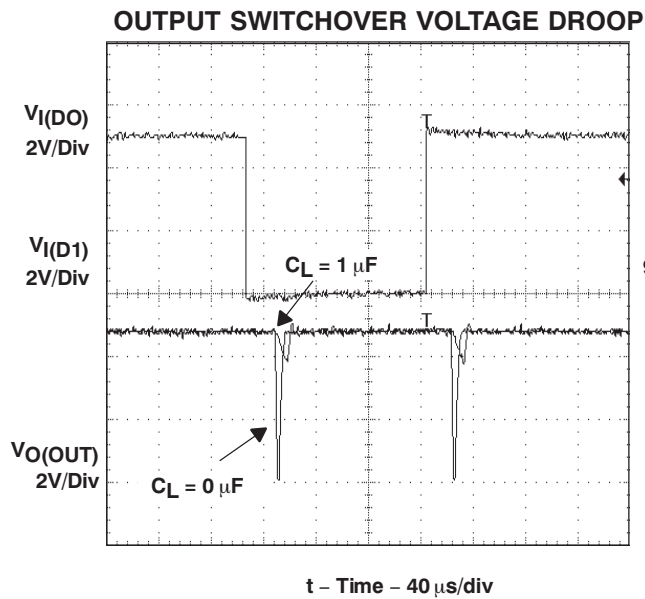 OUTPUT SWITCHOVER VOLTAGE DROOP
VI(DO)
2V/Div
T
VI(D1)
2V/Div
CL = 1 μF
T
VO(OUT)
2V/Div
CL = 0 μF
t – Time – 40 μs/div